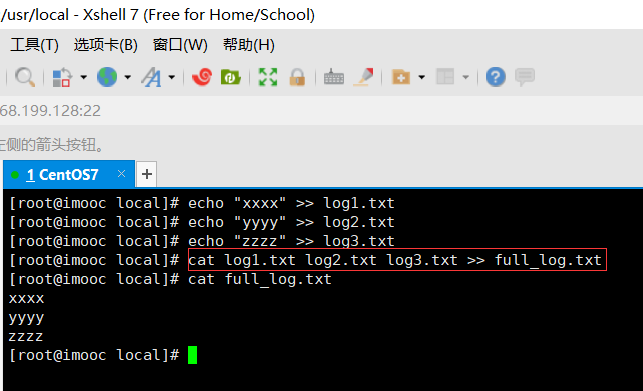 /usr/local - Xshell 7 (Free for Home/School)
工具(T) 选项卡(B) 窗口(W) 帮助(H)
68.199.128:22
左侧的箭头按钮。
1 CentOS7 × +
[root@imooc local]# echo "xxxx" >> log1.txt
[root@imooc local]# echo "yyyy" >> log2.txt
[root@imooc local]# echo "zzzz" >> log3.txt
[root@imooc local]# cat log1.txt log2.txt log3.txt >> full_log.txt
[root@imooc local]# cat full_log.txt
xxxx
yyyy
zzzz
[root@imooc local]#